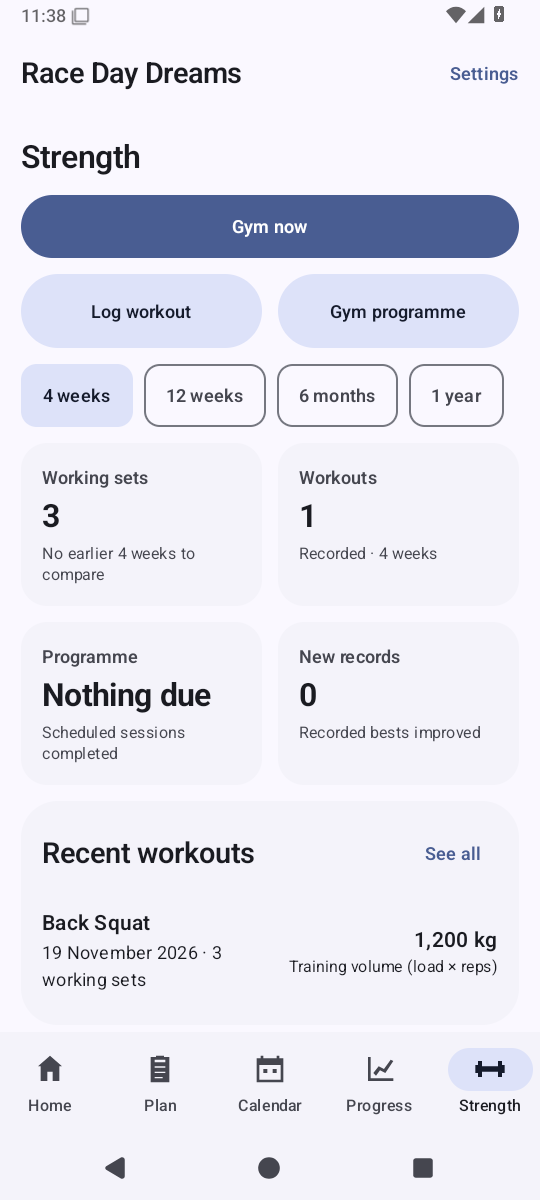 11:38
Race Day Dreams
Settings
Strength
Gym now
Log workout
Gym programme
4 weeks
12 weeks
6 months
1 year
Working sets
3
No earlier 4 weeks to
compare
Workouts
1
Recorded · 4 weeks
Programme
Nothing due
Scheduled sessions
completed
New records
0
Recorded bests improved
Recent workouts
See all
Back Squat
19 November 2026 · 3
working sets
1,200 kg
Training volume (load × reps)
Home
Plan
Calendar
Progress
Strength